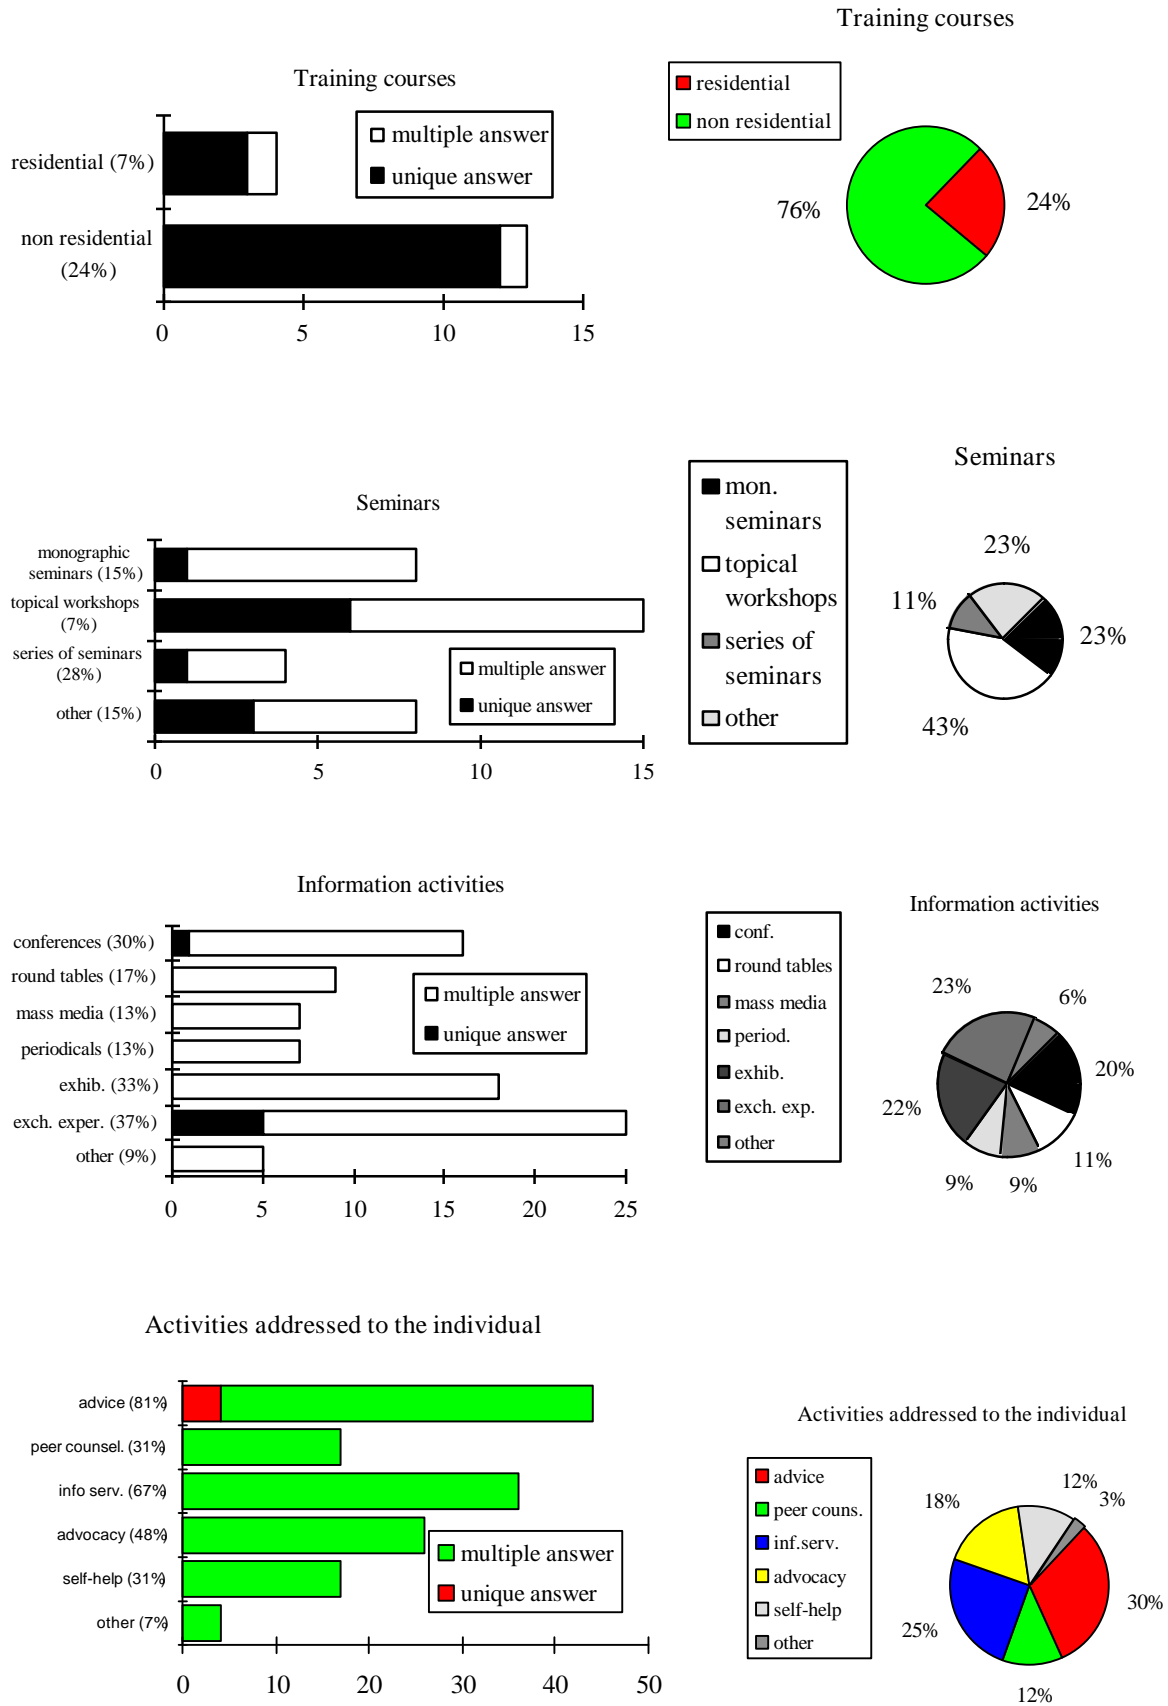 Training courses
residential
non residential
76%
24%
Training courses
multiple answer
unique answer
residential (7%)
non residential
(24%)
0
5
10
15
Seminars
mon.
seminars
topical
workshops
series of
seminars
other
23%
11%
23%
43%
Seminars
monographic
seminars (15%)
topical workshops
(7%)
series of seminars
(28%)
other (15%)
multiple answer
unique answer
0
5
10
15
Information activities
conferences (30%)
round tables (17%)
mass media (13%)
periodicals (13%)
exhib. (33%)
exch. exper. (37%)
other (9%)
multiple answer
unique answer
0
5
10
15
20
25
Information activities
conf.
round tables
mass media
period.
exhib.
exch. exp.
other
23%
6%
20%
22%
11%
9%
9%
Activities addressed to the individual
advice (81%)
peer counsel. (31%)
info serv. (67%)
advocacy (48%)
self-help (31%)
other (7%)
multiple answer
unique answer
0
10
20
30
40
50
Activities addressed to the individual
advice
peer couns.
inf.serv.
advocacy
self-help
other
12%
3%
18%
30%
25%
12%